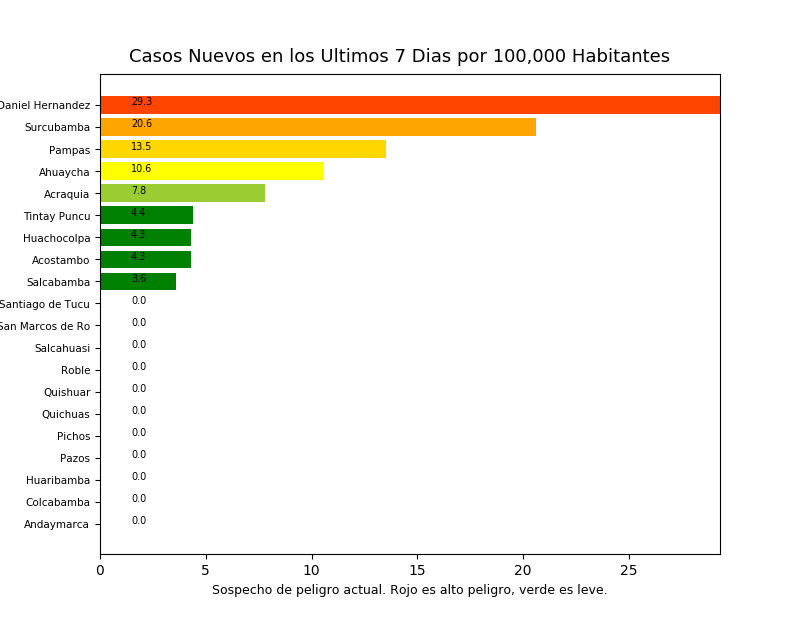 Casos Nuevos en los Ultimos 7 Dias por 100,000 Habitantes
Daniel Hernandez 29.3
Surcubamba 20.6
Pampas 13.5
Ahuaycha 10.6
Acraquia 7.8
Tintay Puncu 4.4
Huachocolpa 4.3
Acostambo 4.3
Salcabamba 3.6
Santiago de Tucu 0.0
San Marcos de Ro 0.0
Salcahuasi 0.0
Roble 0.0
Quishuar 0.0
Quichuas 0.0
Pichos 0.0
Pazos 0.0
Huaribamba 0.0
Colcabamba 0.0
Andaymarca 0.0
0 5 10 15 20 25
Sospecho de peligro actual. Rojo es alto peligro, verde es leve.